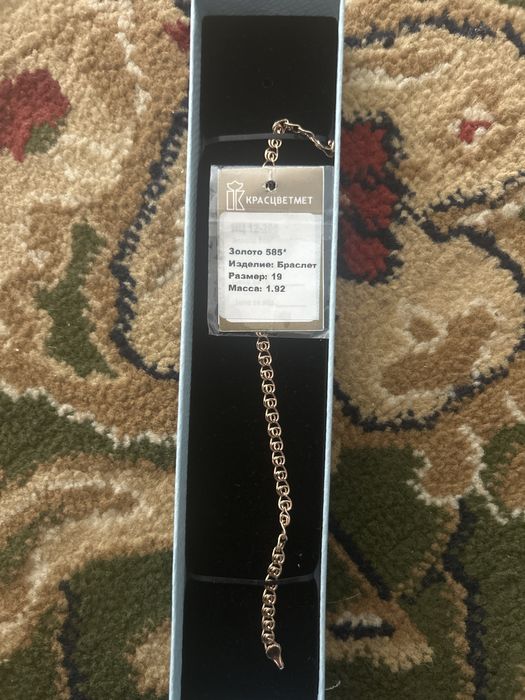 КРАСЦВЕТМЕТ
Золото 585*
Изделие: Браслет
Размер: 19
Масса: 1.92